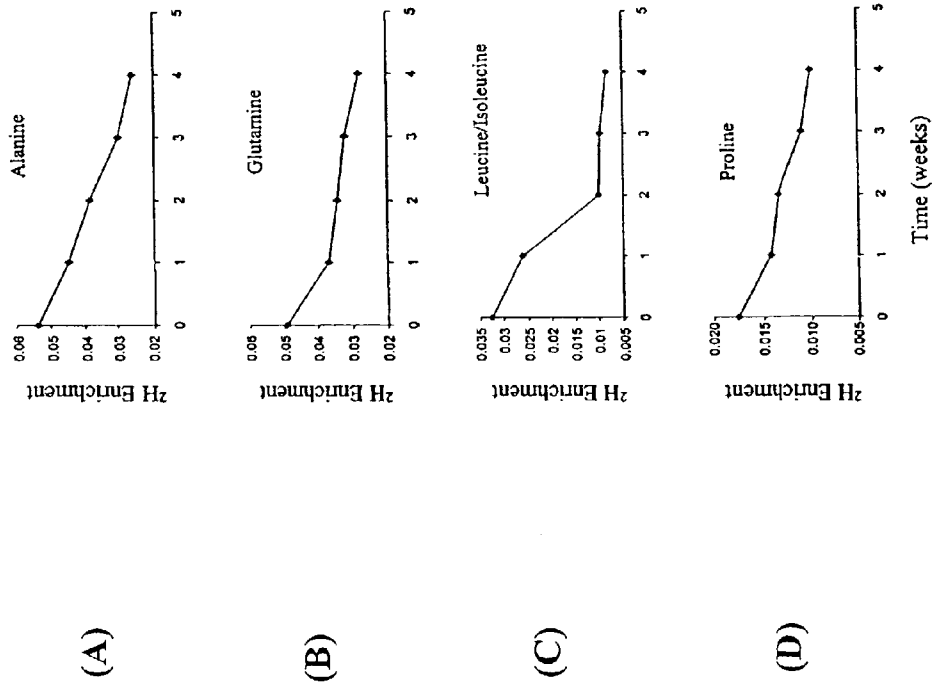 (A)
Alanine
²H Enrichment
0.06
0.05
0.04
0.03
0.02
0 1 2 3 4 5
(B)
Glutamine
²H Enrichment
0.06
0.05
0.04
0.03
0.02
0 1 2 3 4 5
(C)
Leucine/Isoleucine
²H Enrichment
0.035
0.03
0.025
0.02
0.015
0.01
0.005
0 1 2 3 4 5
(D)
Proline
²H Enrichment
0.020
0.015
0.010
0.005
0 1 2 3 4 5
Time (weeks)